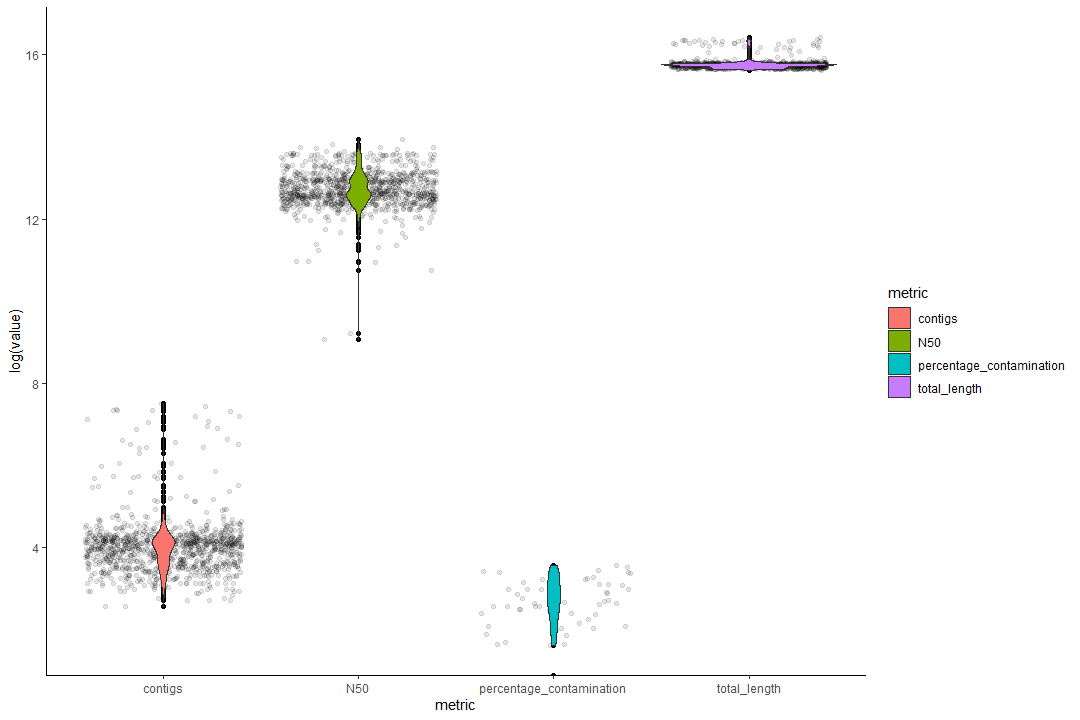 log(value)
16
12
8
4
contigs
N50
percentage_contamination
total_length
metric
metric
contigs
N50
percentage_contamination
total_length